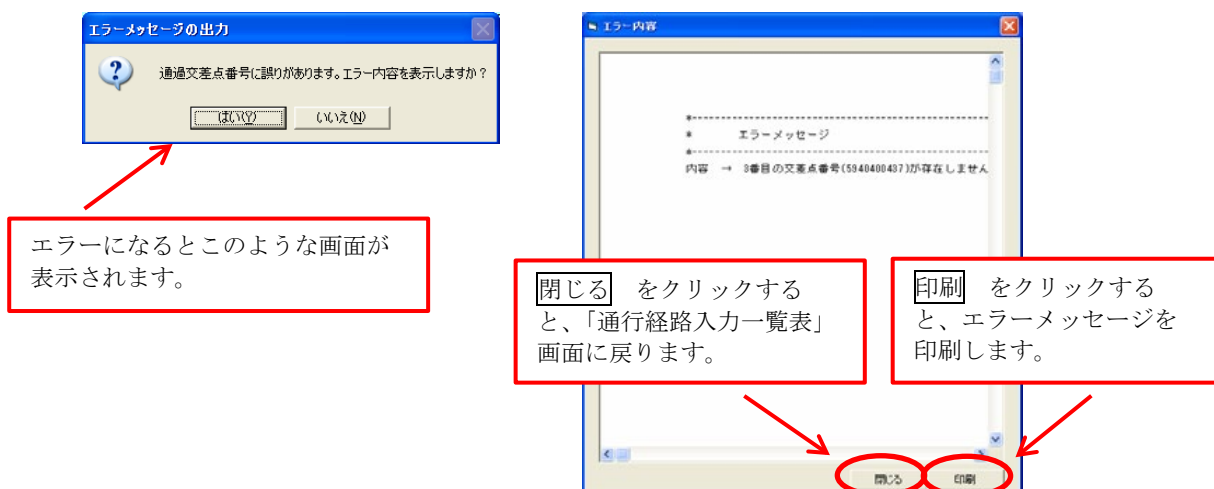 エラーメッセージの出力
通過交差点番号に誤りがあります。エラー内容を表示しますか?
はい(Y)
いいえ(N)
エラーになるとこのような画面が
表示されます。
エラー内容
*----------------------------------------------------
* エラーメッセージ
*----------------------------------------------------
内容 → 3番目の交差点番号(5940400437)が存在しません
閉じる をクリックする
と、「通行経路入力一覧表」
画面に戻ります。
印刷 をクリックする
と、エラーメッセージを
印刷します。
閉じる
印刷